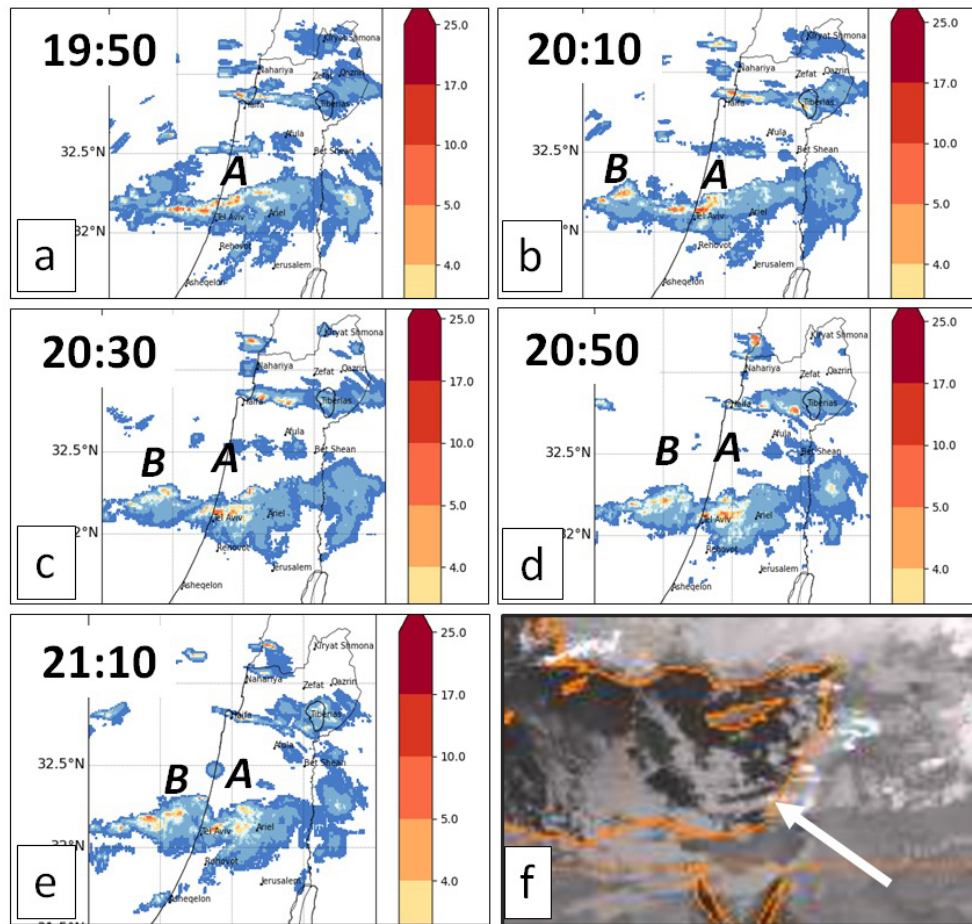 19:50
Kiryat Shmona
Nahariya
Zefat Qazrin
Haifa
Tiberias
Afula
Bet Shean
32.5°N
A
Tel Aviv
Ariel
32°N
Rehovot
Jerusalem
Asheqelon
a
25.0
17.0
10.0
5.0
4.0
20:10
Kiryat Shmona
Nahariya
Zefat Qazrin
Haifa
Tiberias
Afula
Bet Shean
32.5°N
B A
Tel Aviv
Ariel
°N
Rehovot
Jerusalem
Asheqelon
b
25.0
17.0
10.0
5.0
4.0
20:30
Kiryat Shmona
Nahariya
Zefat Qazrin
Haifa
Tiberias
Afula
Bet Shean
32.5°N
B A
Tel Aviv
Ariel
2°N
Rehovot
Jerusalem
Asheqelon
c
25.0
17.0
10.0
5.0
4.0
20:50
Kiryat Shmona
Nahariya
Zefat Qazrin
Haifa
Tiberias
Afula
Bet Shean
32.5°N
B A
Tel Aviv
Ariel
32°N
Rehovot
Jerusalem
Asheqelon
d
25.0
17.0
10.0
5.0
4.0
21:10
Kiryat Shmona
Nahariya
Zefat Qazrin
Haifa
Tiberias
Afula
Bet Shean
32.5°N
B A
Tel Aviv
Ariel
32°N
Rehovot
Jerusalem
Asheqelon
e
25.0
17.0
10.0
5.0
4.0
f